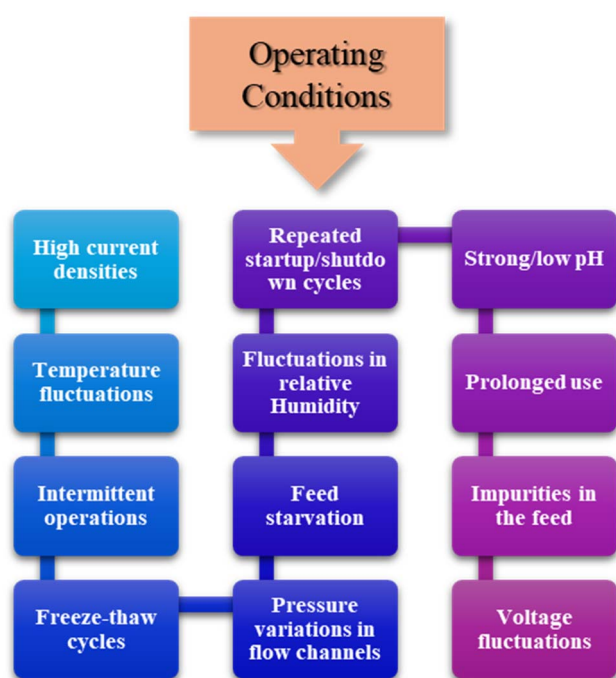 Operating
Conditions
High current
densities
Temperature
fluctuations
Intermittent
operations
Freeze-thaw
cycles
Pressure
variations in
flow channels
Feed
starvation
Fluctuations in
relative
Humidity
Repeated
startup/shutdo
wn cycles
Strong/low pH
Prolonged use
Impurities in
the feed
Voltage
fluctuations